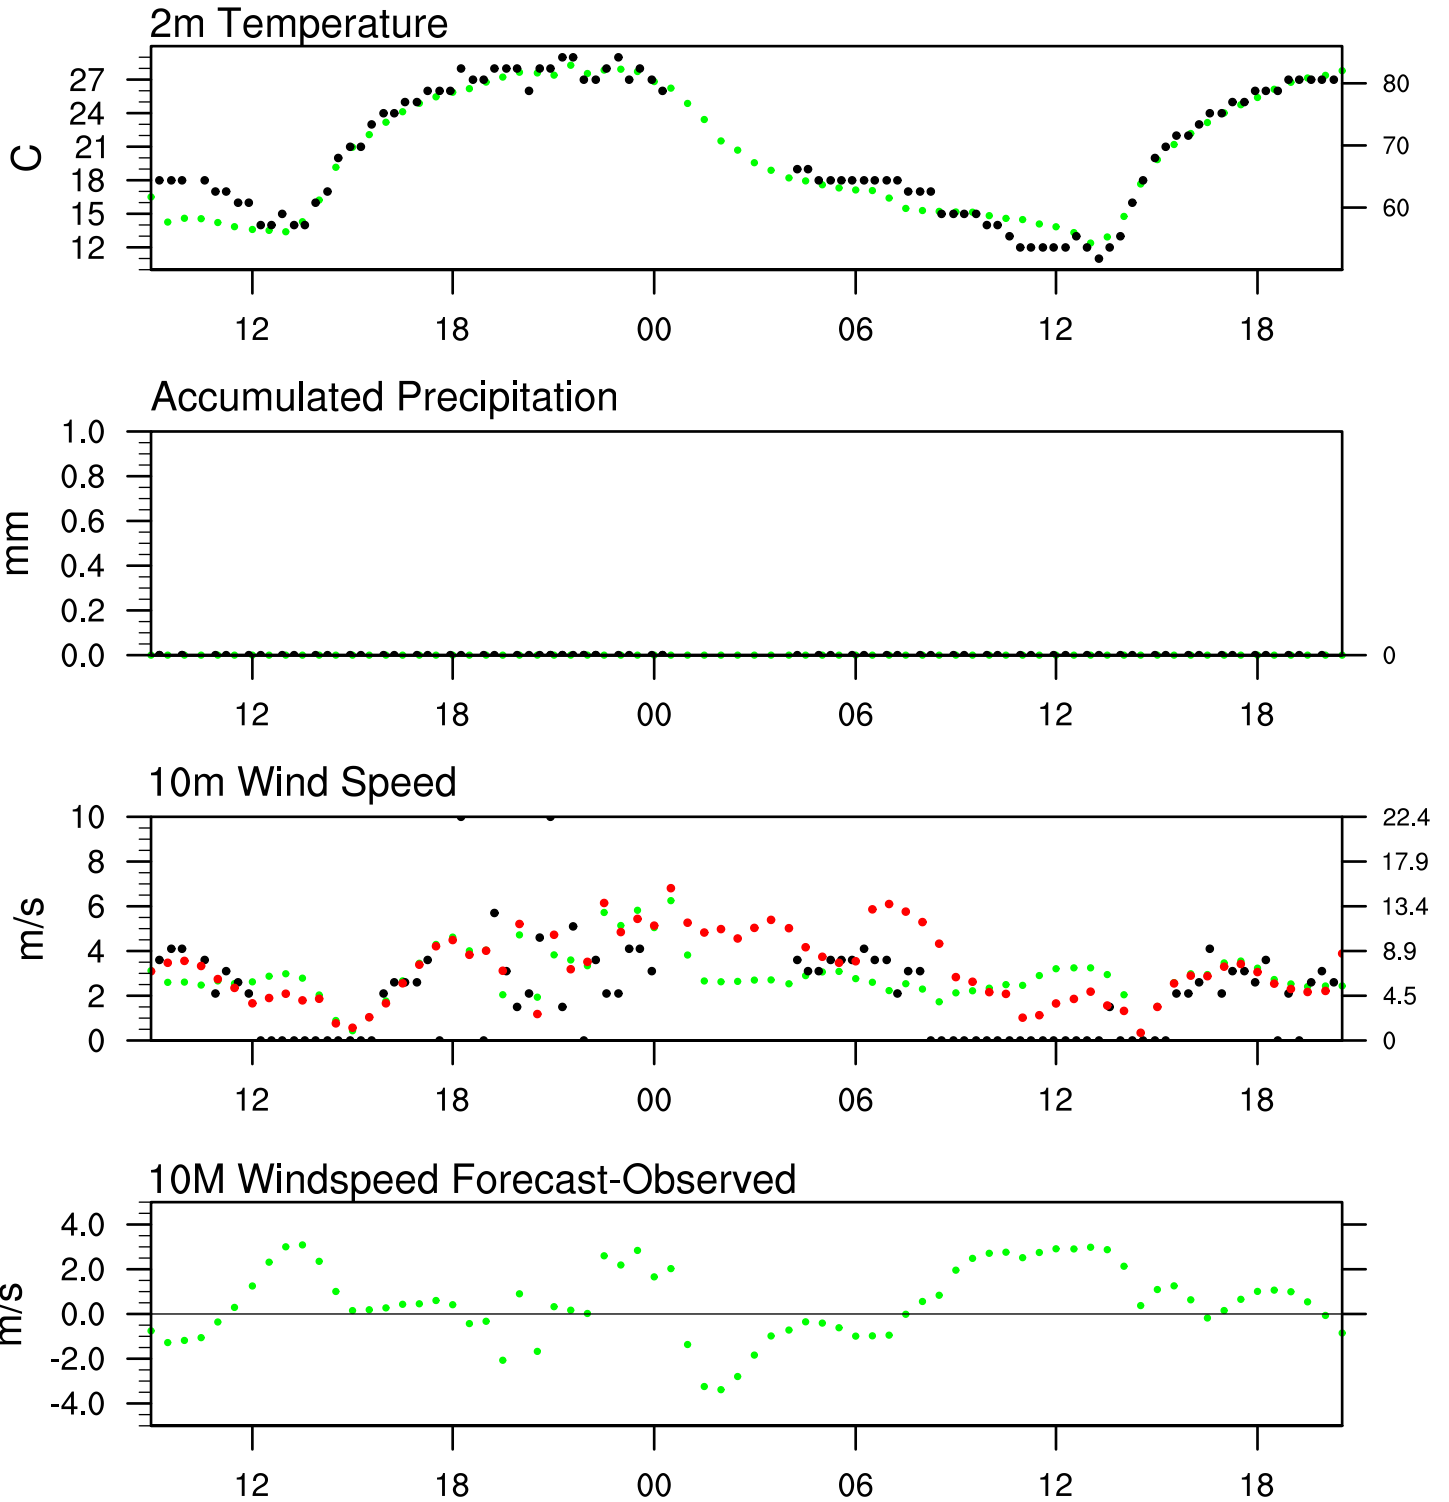 2m Temperature
27
24
21
18
15
12
C
80
70
60
12 18 00 06 12 18
Accumulated Precipitation
1.0
0.8
0.6
0.4
0.2
0.0
mm
0
12 18 00 06 12 18
10m Wind Speed
10
8
6
4
2
0
m/s
22.4
17.9
13.4
8.9
4.5
0
12 18 00 06 12 18
10M Windspeed Forecast-Observed
4.0
2.0
0.0
-2.0
-4.0
m/s
12 18 00 06 12 18